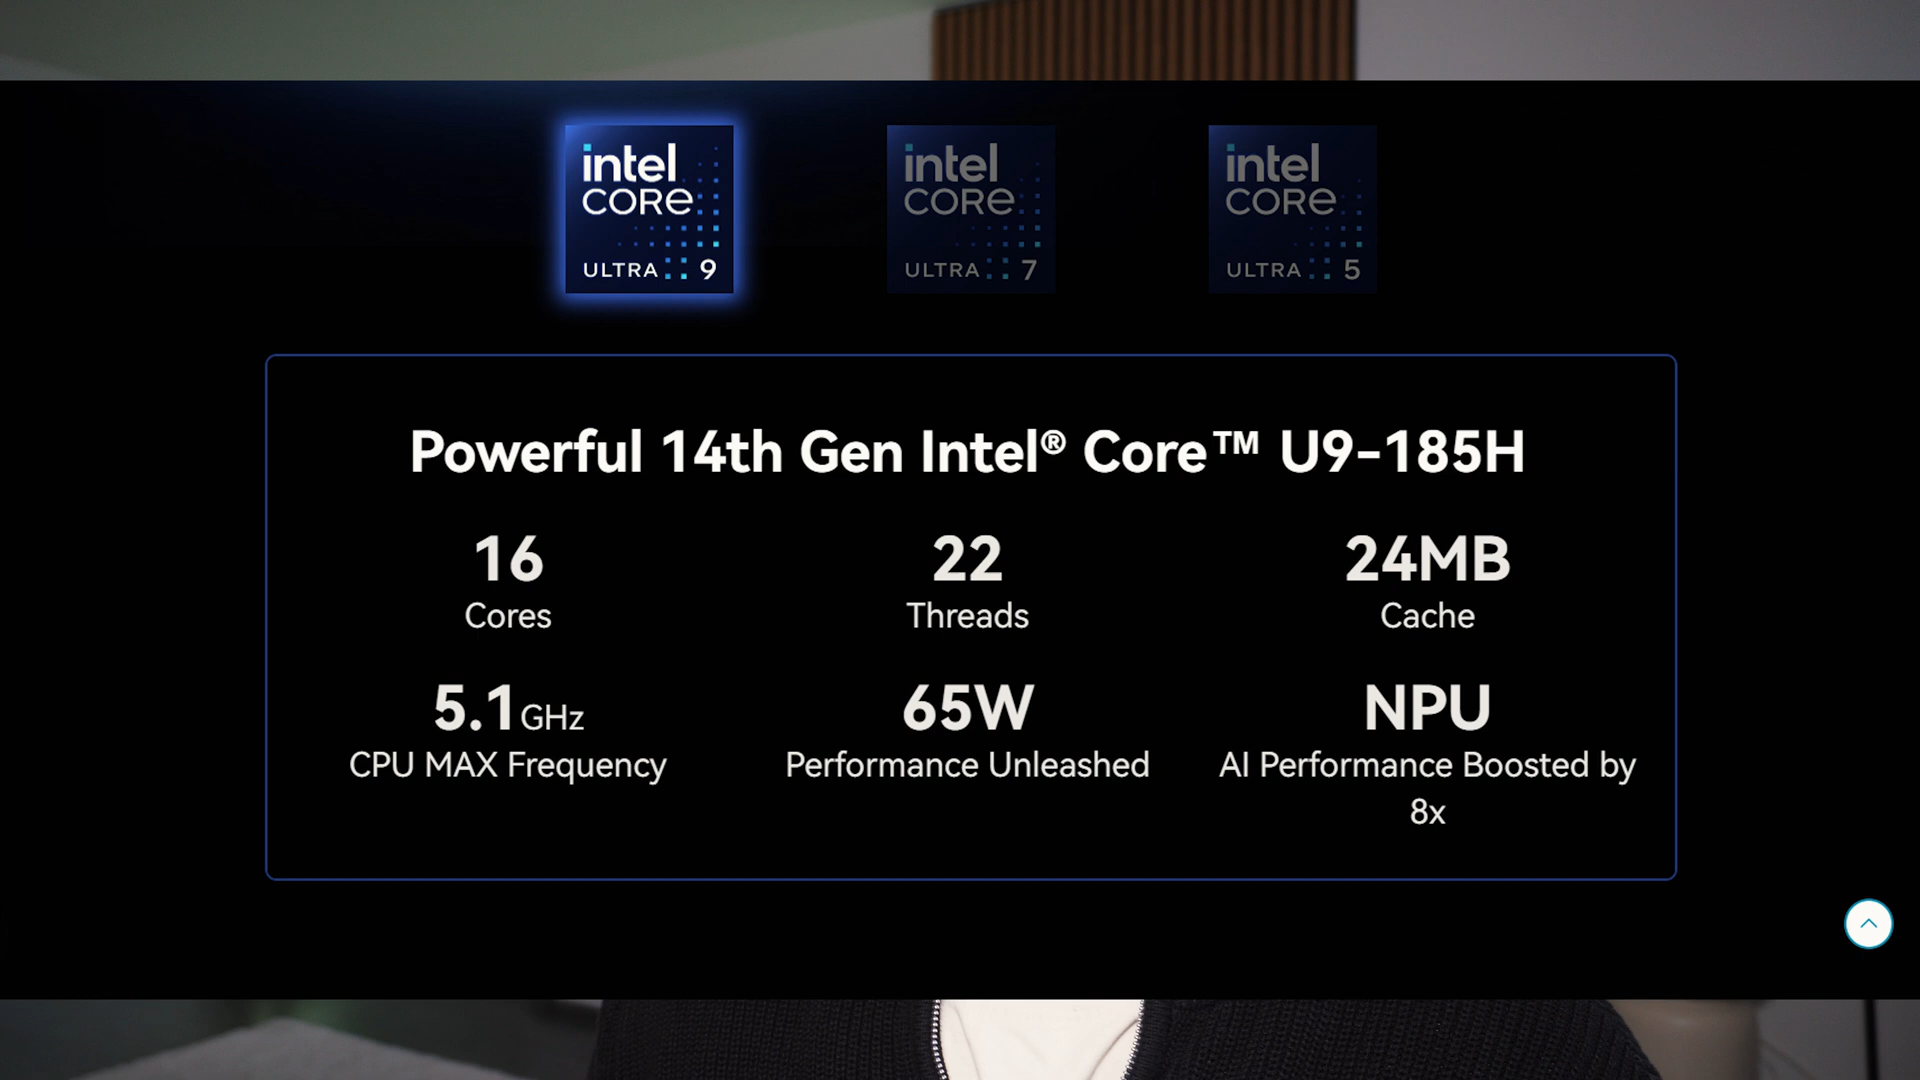 intel
CORE
ULTRA 9
intel
CORE
ULTRA 7
intel
CORE
ULTRA 5
Powerful 14th Gen Intel® Core™ U9-185H
16
Cores
22
Threads
24MB
Cache
5.1GHz
CPU MAX Frequency
65W
Performance Unleashed
NPU
AI Performance Boosted by
8x